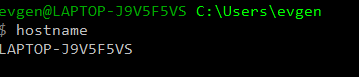 evgen@LAPTOP-J9V5F5VS C:\Users\evgen
$ hostname
LAPTOP-J9V5F5VS